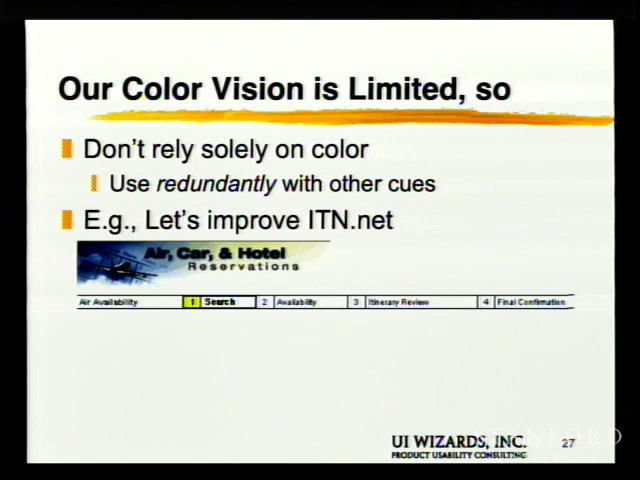 Our Color Vision is Limited, so
Don't rely solely on color
Use redundantly with other cues
E.g., Let's improve ITN.net
Air, Car, & Hotel
Reservations
Air Availability 1 Search 2 Availability 3 Itinerary Review 4 Final Confirmation
UI WIZARDS, INC.
PRODUCT USABILITY CONSULTING
27
STANFORD